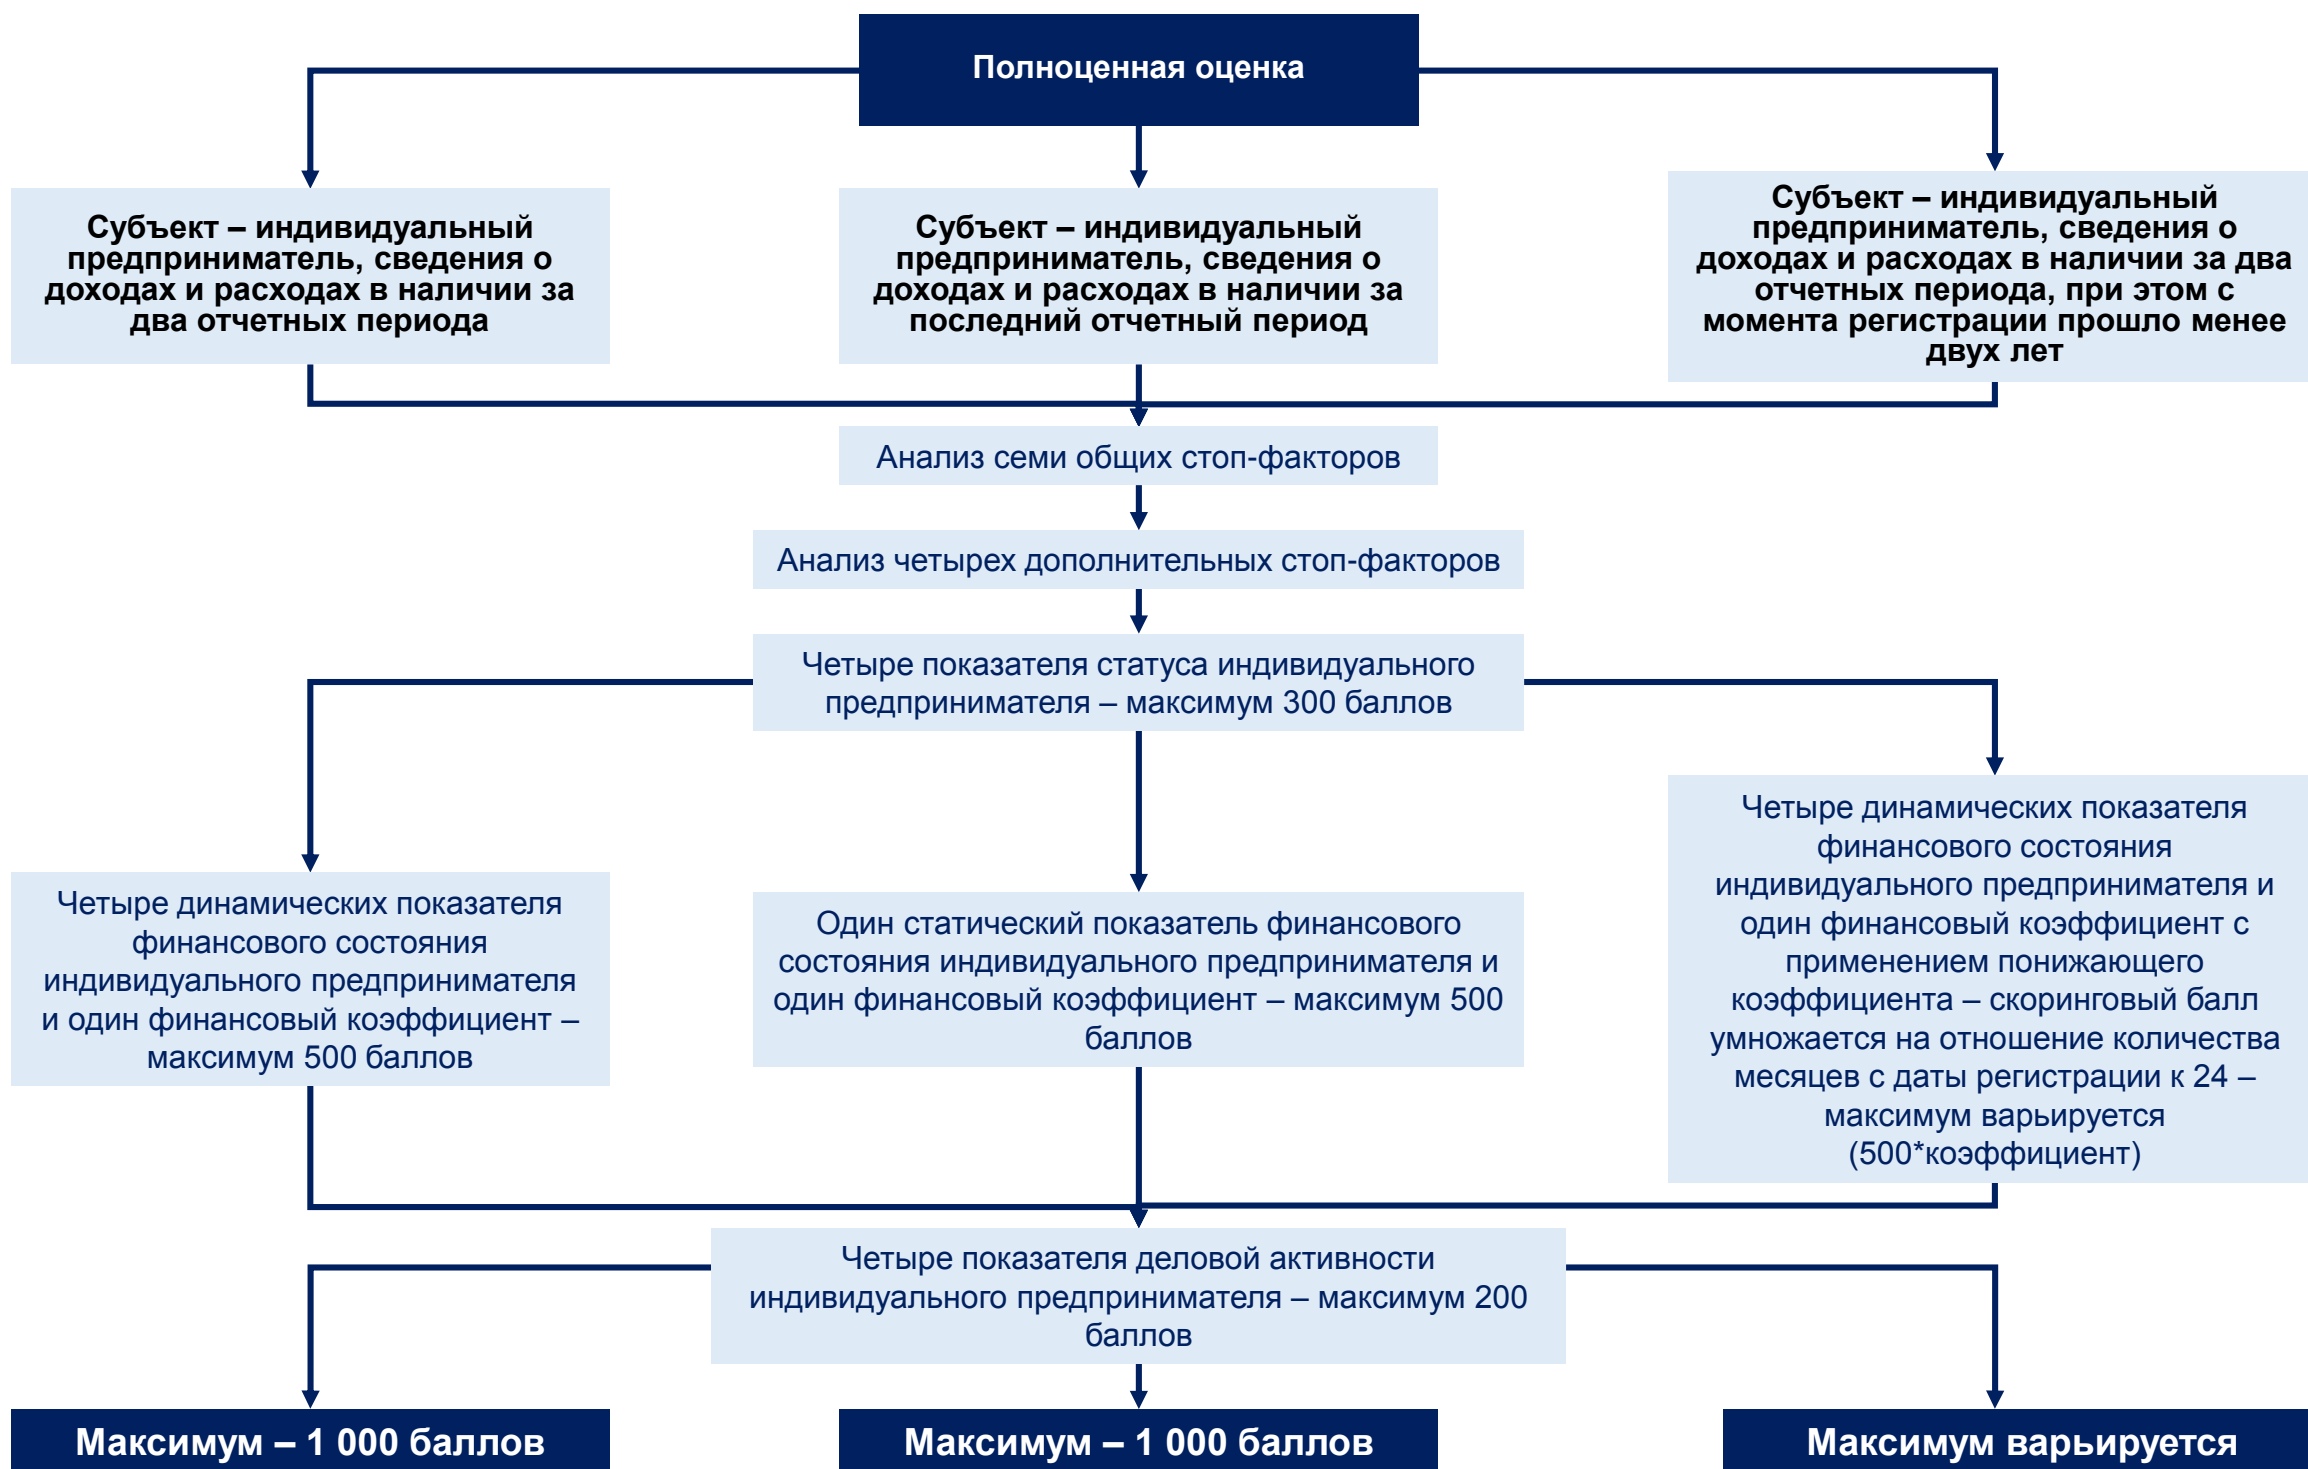 Полноценная оценка
Субъект – индивидуальный
предприниматель, сведения о
доходах и расходах в наличии за
два отчетных периода
Субъект – индивидуальный
предприниматель, сведения о
доходах и расходах в наличии за
последний отчетный период
Субъект – индивидуальный
предприниматель, сведения о
доходах и расходах в наличии за два
отчетных периода, при этом с
момента регистрации прошло менее
двух лет
Анализ семи общих стоп-факторов
Анализ четырех дополнительных стоп-факторов
Четыре показателя статуса индивидуального
предпринимателя – максимум 300 баллов
Четыре динамических показателя
финансового состояния
индивидуального предпринимателя
и один финансовый коэффициент –
максимум 500 баллов
Один статический показатель финансового
состояния индивидуального предпринимателя и
один финансовый коэффициент – максимум 500
баллов
Четыре динамических показателя
финансового состояния
индивидуального предпринимателя и
один финансовый коэффициент с
применением понижающего
коэффициента – скоринговый балл
умножается на отношение количества
месяцев с даты регистрации к 24 –
максимум варьируется
(500*коэффициент)
Четыре показателя деловой активности
индивидуального предпринимателя – максимум 200
баллов
Максимум – 1 000 баллов
Максимум – 1 000 баллов
Максимум варьируется